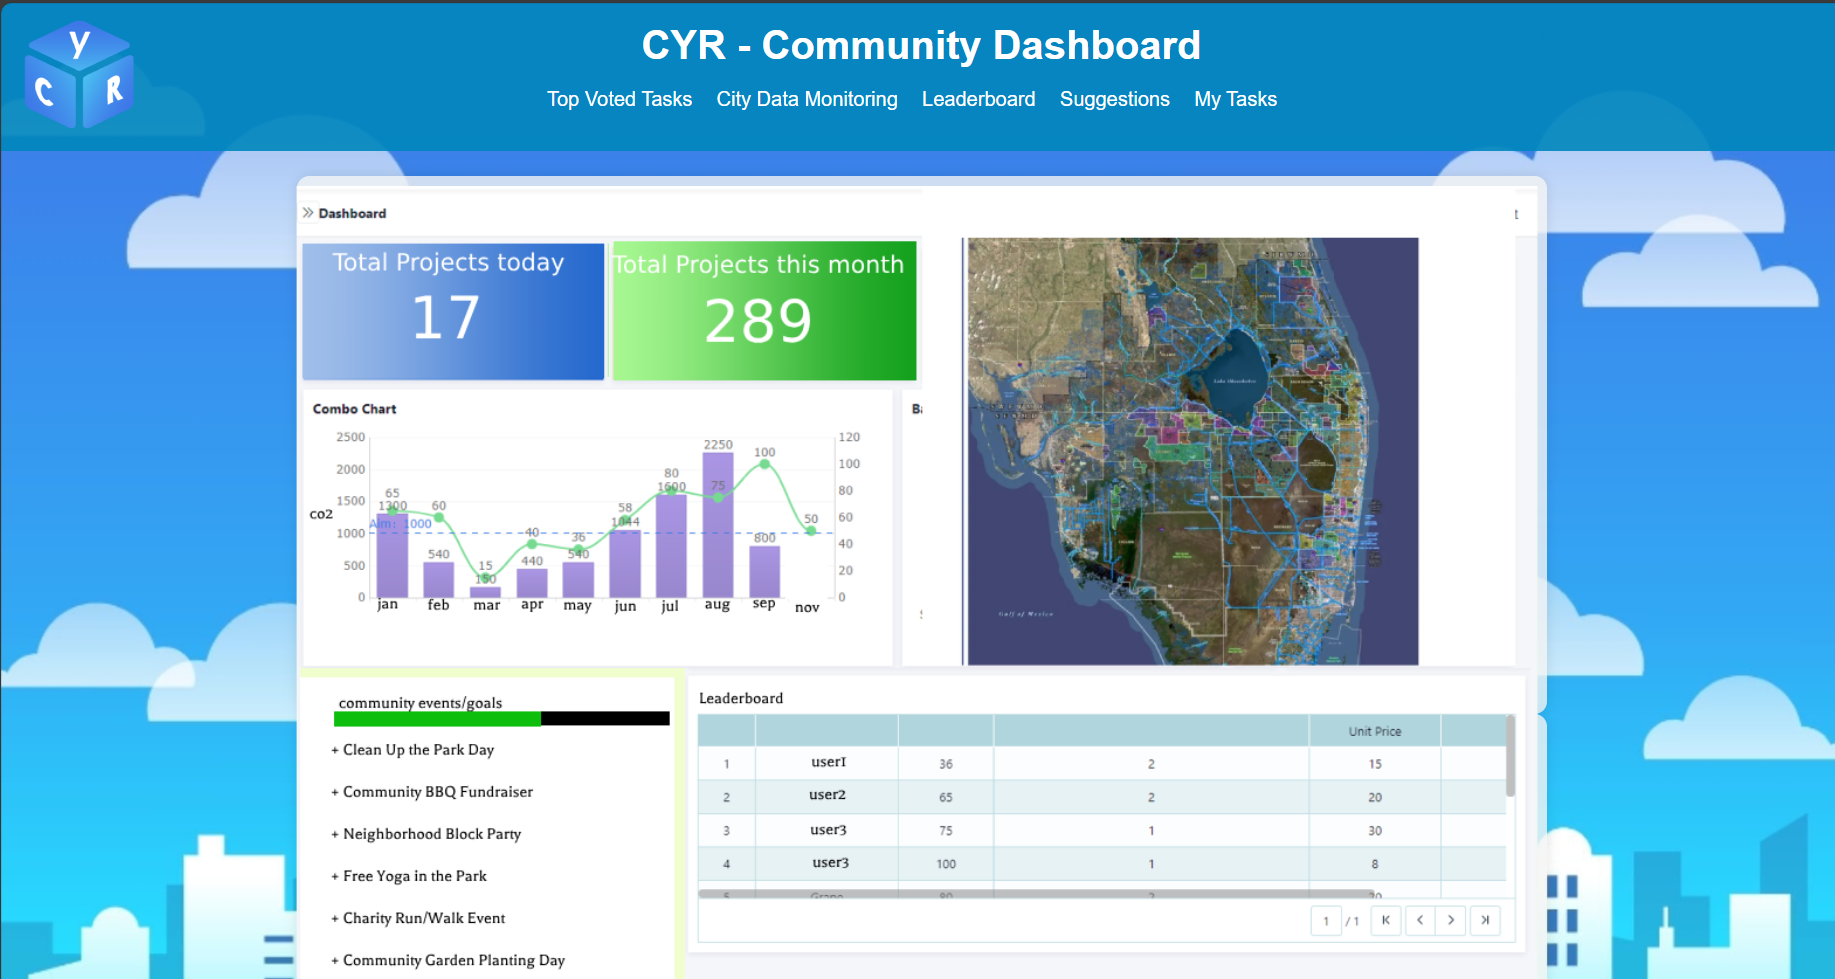 y
C R
CYR - Community Dashboard
Top Voted Tasks City Data Monitoring Leaderboard Suggestions My Tasks
Dashboard
Total Projects today
17
Total Projects this month
289
Combo Chart
2500
2000
1500
1000
500
0
co2
Aim: 1000
120
100
80
60
40
20
0
65
1300
60
540
15
150
40
440
36
540
58
1044
80
1600
2250
75
100
800
50
jan feb mar apr may jun jul aug sep nov
Lake Okeechobee
Gulf of Mexico
community events/goals
+ Clean Up the Park Day
+ Community BBQ Fundraiser
+ Neighborhood Block Party
+ Free Yoga in the Park
+ Charity Run/Walk Event
+ Community Garden Planting Day
Leaderboard
Unit Price
1 user1 36 2 15
2 user2 65 2 20
3 user3 75 1 30
4 user3 100 1 8
5 Grape 80 2 20
1 / 1